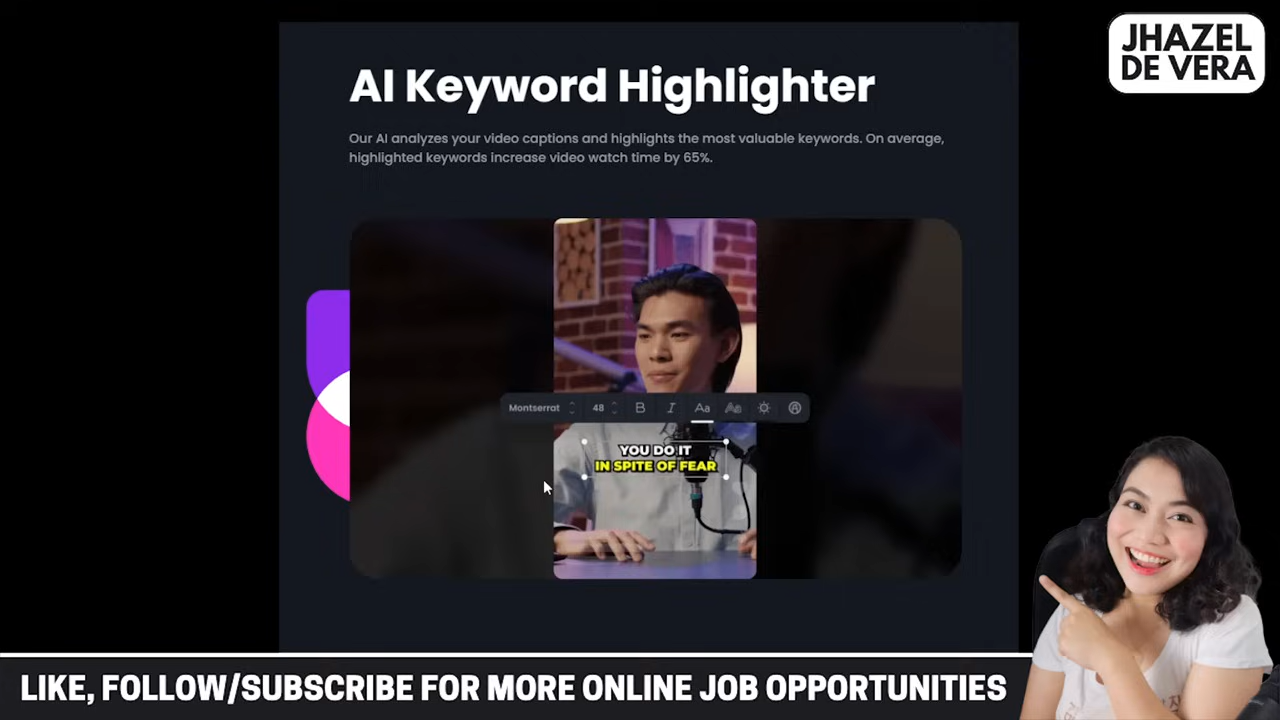 JHAZEL
DE VERA
AI Keyword Highlighter
Our AI analyzes your video captions and highlights the most valuable keywords. On average,
highlighted keywords increase video watch time by 65%.
Montserrat 48 B I Aa Aa
YOU DO IT
IN SPITE OF FEAR
LIKE, FOLLOW/SUBSCRIBE FOR MORE ONLINE JOB OPPORTUNITIES